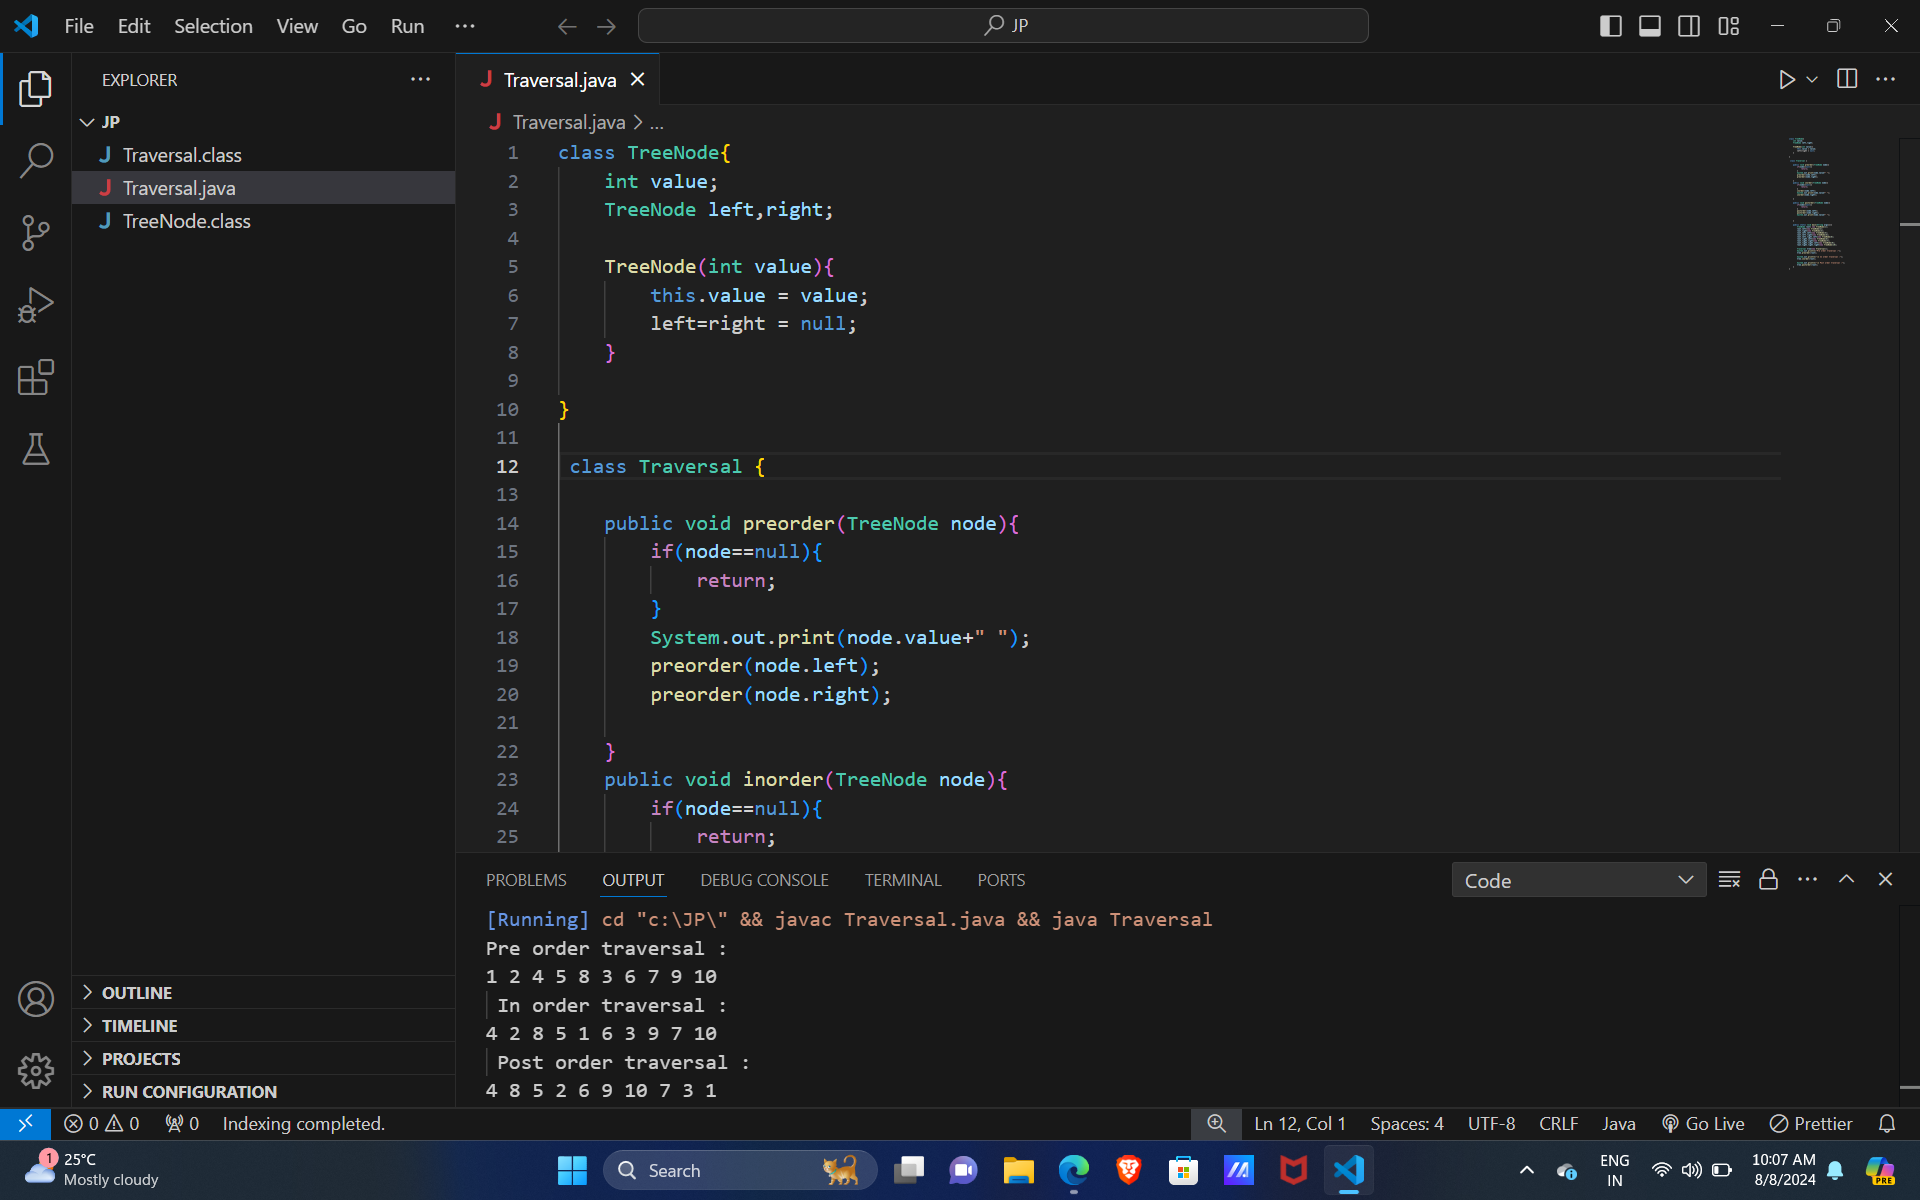 File Edit Selection View Go Run
JP
EXPLORER
JP
Traversal.class
Traversal.java
TreeNode.class
OUTLINE
TIMELINE
PROJECTS
RUN CONFIGURATION
Traversal.java
Traversal.java > ...
1 class TreeNode{
2 int value;
3 TreeNode left,right;
4
5 TreeNode(int value){
6 this.value = value;
7 left=right = null;
8 }
9
10 }
11
12 class Traversal {
13
14 public void preorder(TreeNode node){
15 if(node==null){
16 return;
17 }
18 System.out.print(node.value+" ");
19 preorder(node.left);
20 preorder(node.right);
21
22 }
23 public void inorder(TreeNode node){
24 if(node==null){
25 return;
PROBLEMS OUTPUT DEBUG CONSOLE TERMINAL PORTS
Code
[Running] cd "c:\JP\" && javac Traversal.java && java Traversal
Pre order traversal :
1 2 4 5 8 3 6 7 9 10
In order traversal :
4 2 8 5 1 6 3 9 7 10
Post order traversal :
4 8 5 2 6 9 10 7 3 1
0 0 0 Indexing completed.
Ln 12, Col 1 Spaces: 4 UTF-8 CRLF Java Go Live Prettier
1
25°C
Mostly cloudy
Search
ENG
IN
10:07 AM
8/8/2024
PRE